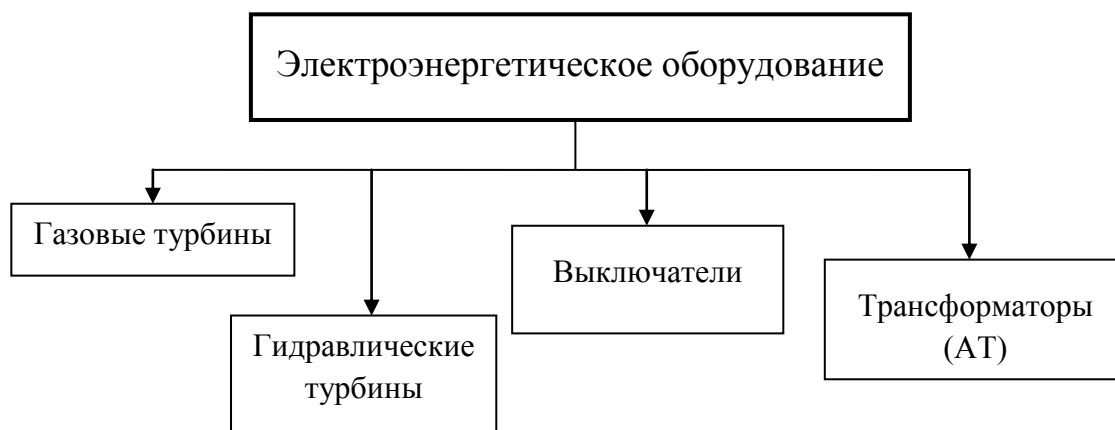 Электроэнергетическое оборудование
Газовые турбины
Гидравлические
турбины
Выключатели
Трансформаторы
(АТ)